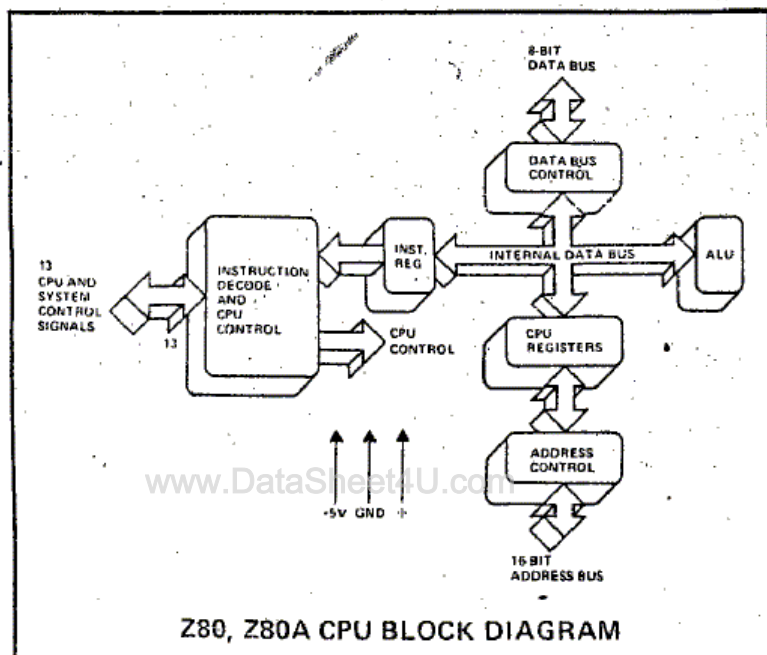 8-BIT
DATA BUS
DATA BUS
CONTROL
13
CPU AND
SYSTEM
CONTROL
SIGNALS
13
INSTRUCTION
DECODE
AND
CPU
CONTROL
INST.
REG
INTERNAL DATA BUS
ALU
CPU
CONTROL
CPU
REGISTERS
ADDRESS
CONTROL
www.DataSheet4U.com
+5V GND
16-BIT
ADDRESS BUS
Z80, Z80A CPU BLOCK DIAGRAM